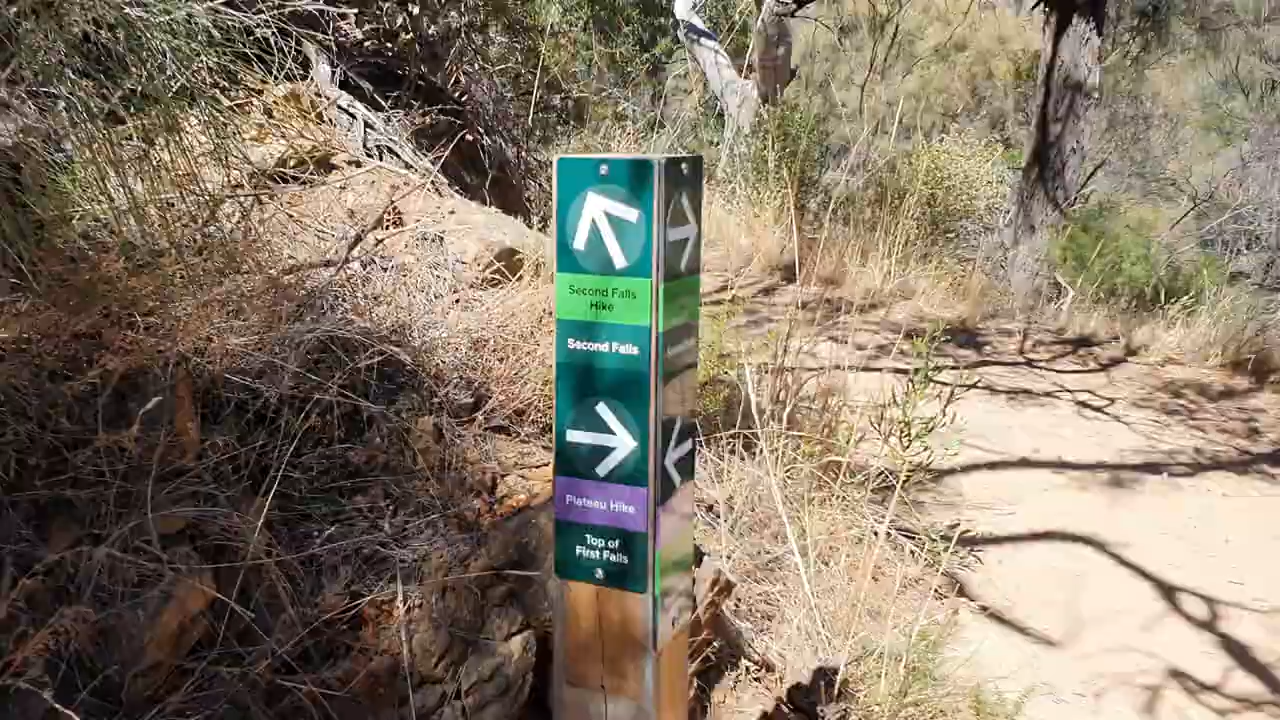 Second Falls
Hike
Second Falls
Plateau Hike
Top of
First Falls